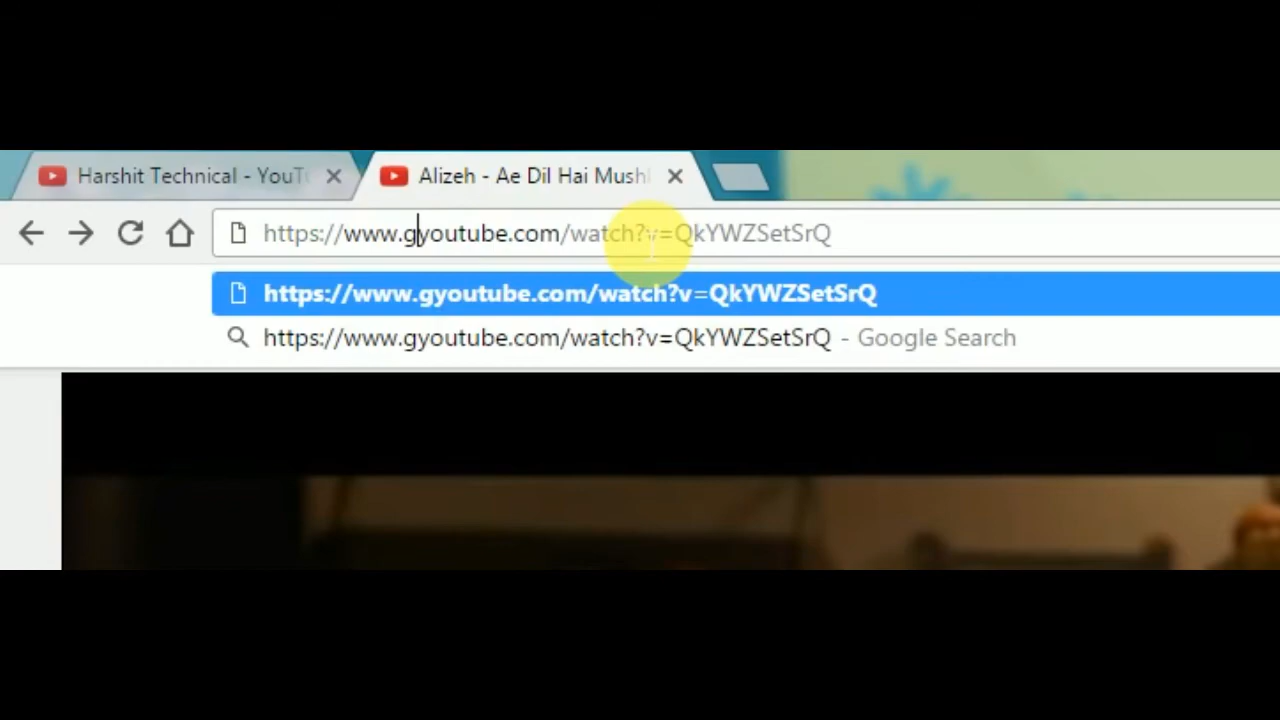 Harshit Technical - YouT
Alizeh - Ae Dil Hai Mush
https://www.gyoutube.com/watch?v=QkYWZSetSrQ
https://www.gyoutube.com/watch?v=QkYWZSetSrQ
https://www.gyoutube.com/watch?v=QkYWZSetSrQ - Google Search